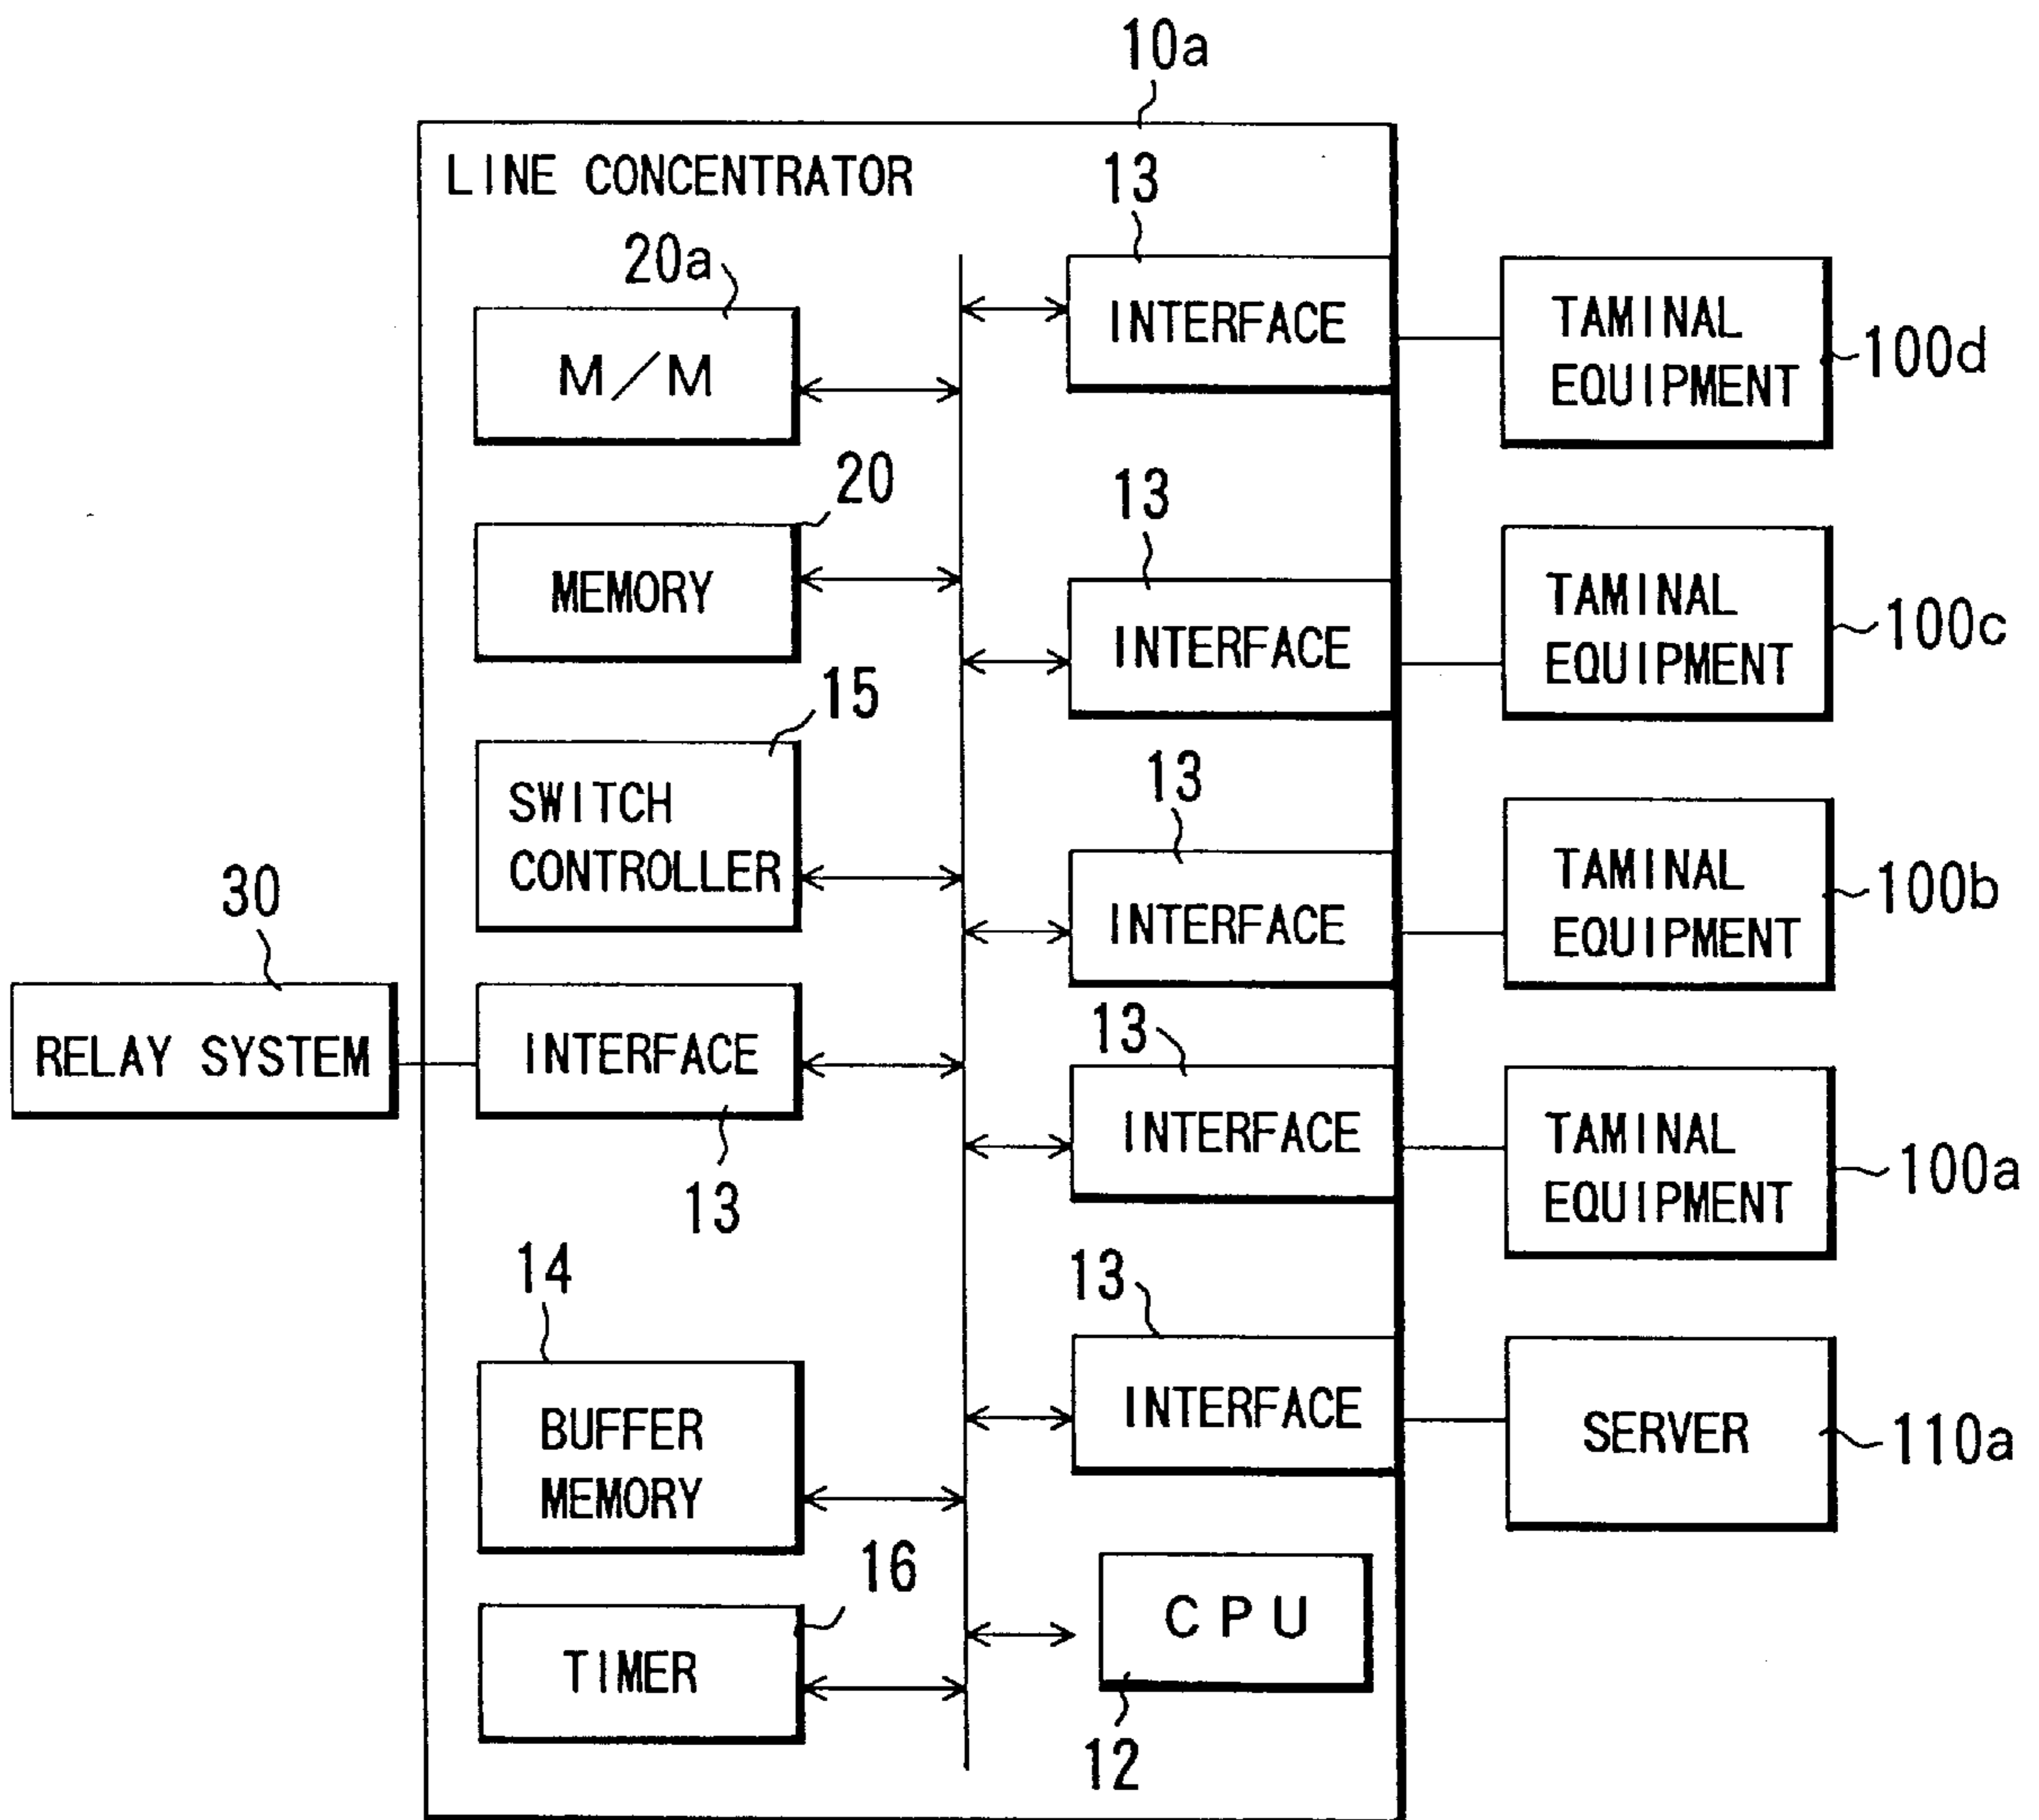 10a
LINE CONCENTRATOR
13
20a
INTERFACE
TAMINAL
EQUIPMENT
100d
M/M
20
13
MEMORY
INTERFACE
TAMINAL
EQUIPMENT
100c
15
13
SWITCH
CONTROLLER
INTERFACE
TAMINAL
EQUIPMENT
100b
30
13
RELAY SYSTEM
INTERFACE
13
INTERFACE
TAMINAL
EQUIPMENT
100a
14
13
BUFFER
MEMORY
INTERFACE
SERVER
110a
16
TIMER
CPU
12